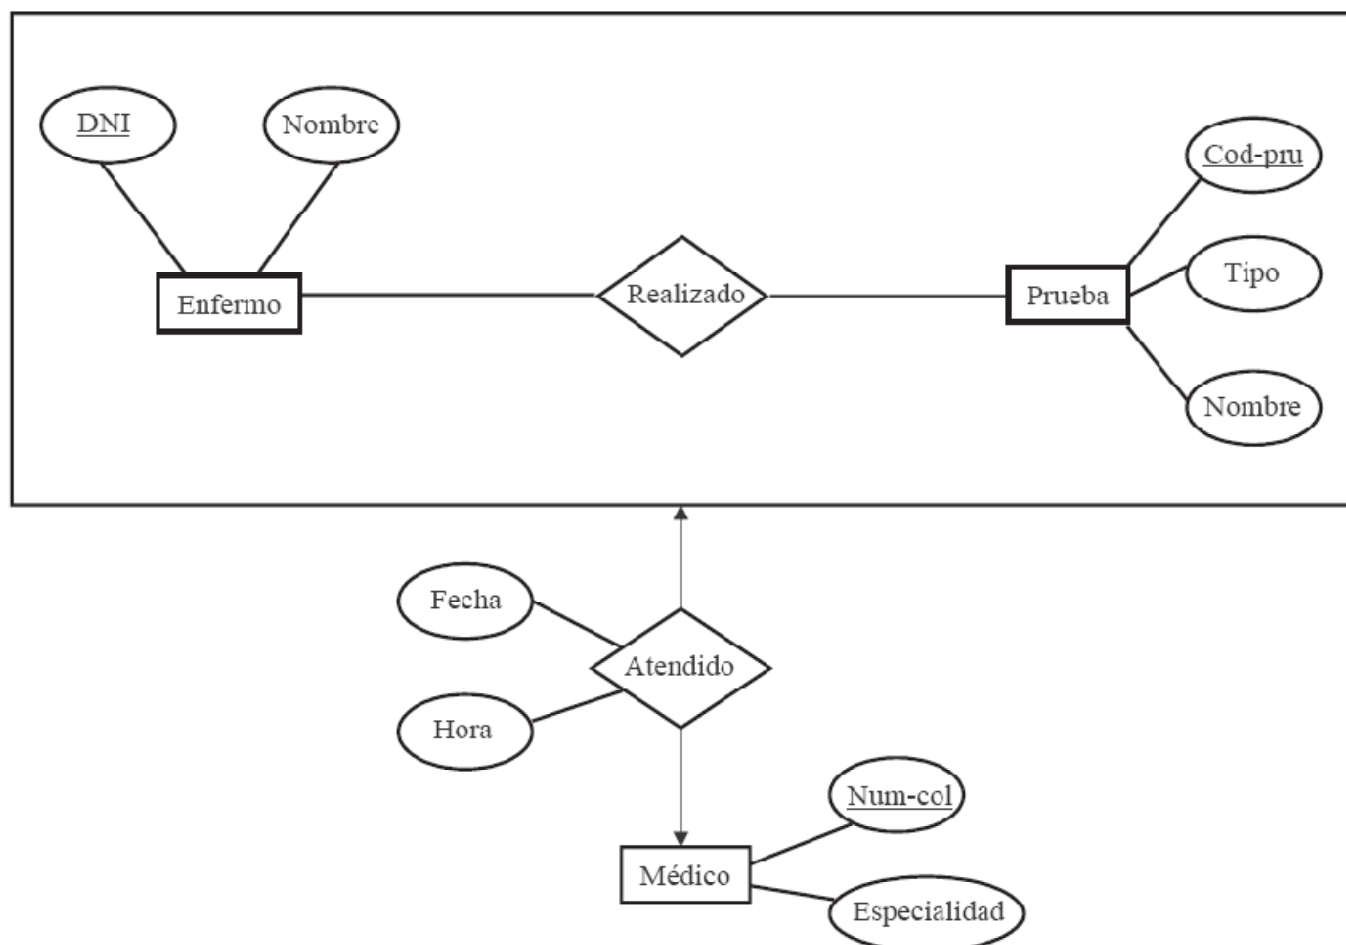 DNI
Nombre
Cod-pru
Tipo
Enfermo
Realizado
Prueba
Nombre
Fecha
Atendido
Hora
Num-col
Médico
Especialidad